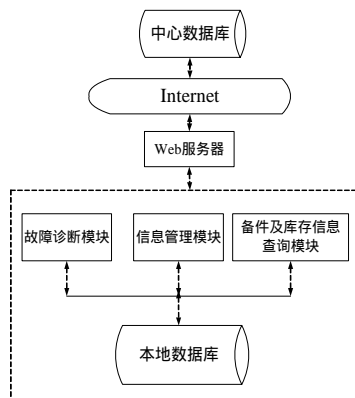 中心数据库
Internet
Web服务器
故障诊断模块
信息管理模块
备件及库存信息
查询模块
本地数据库